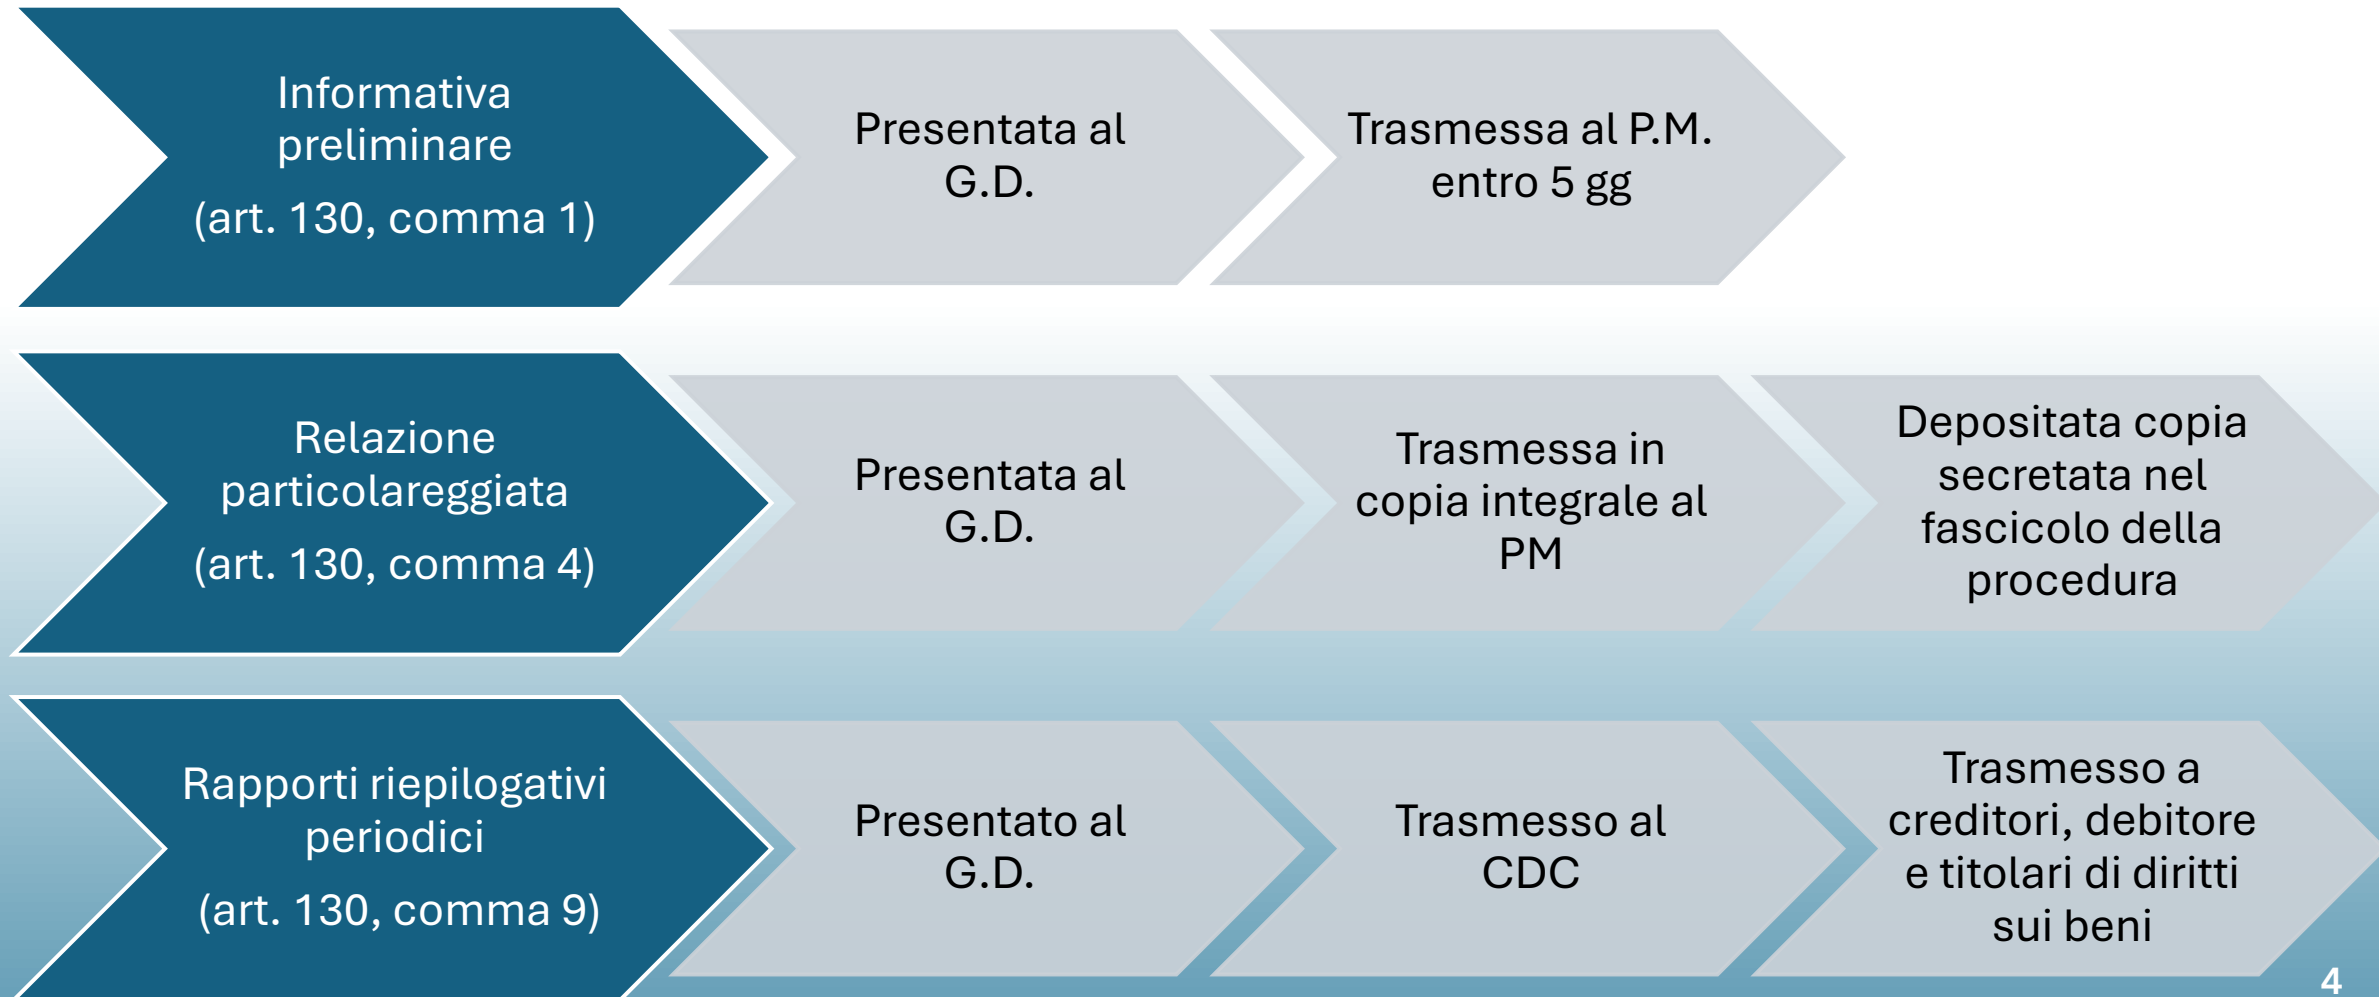 Informativa
preliminare
(art. 130, comma 1)
Presentata al
G.D.
Trasmessa al P.M.
entro 5 gg
Relazione
particolareggiata
(art. 130, comma 4)
Presentata al
G.D.
Trasmessa in
copia integrale al
PM
Depositata copia
secretata nel
fascicolo della
procedura
Rapporti riepilogativi
periodici
(art. 130, comma 9)
Presentato al
G.D.
Trasmesso al
CDC
Trasmesso a
creditori, debitore
e titolari di diritti
sui beni
4